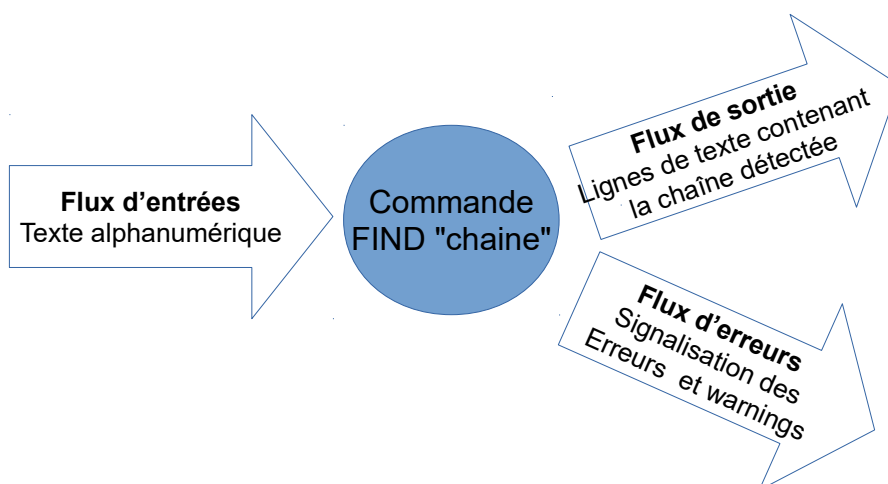 Flux d'entrées
Texte alphanumérique
Commande
FIND "chaine"
Flux de sortie
Lignes de texte contenant
la chaîne détectée
Flux d'erreurs
Signalisation des
Erreurs  et warnings